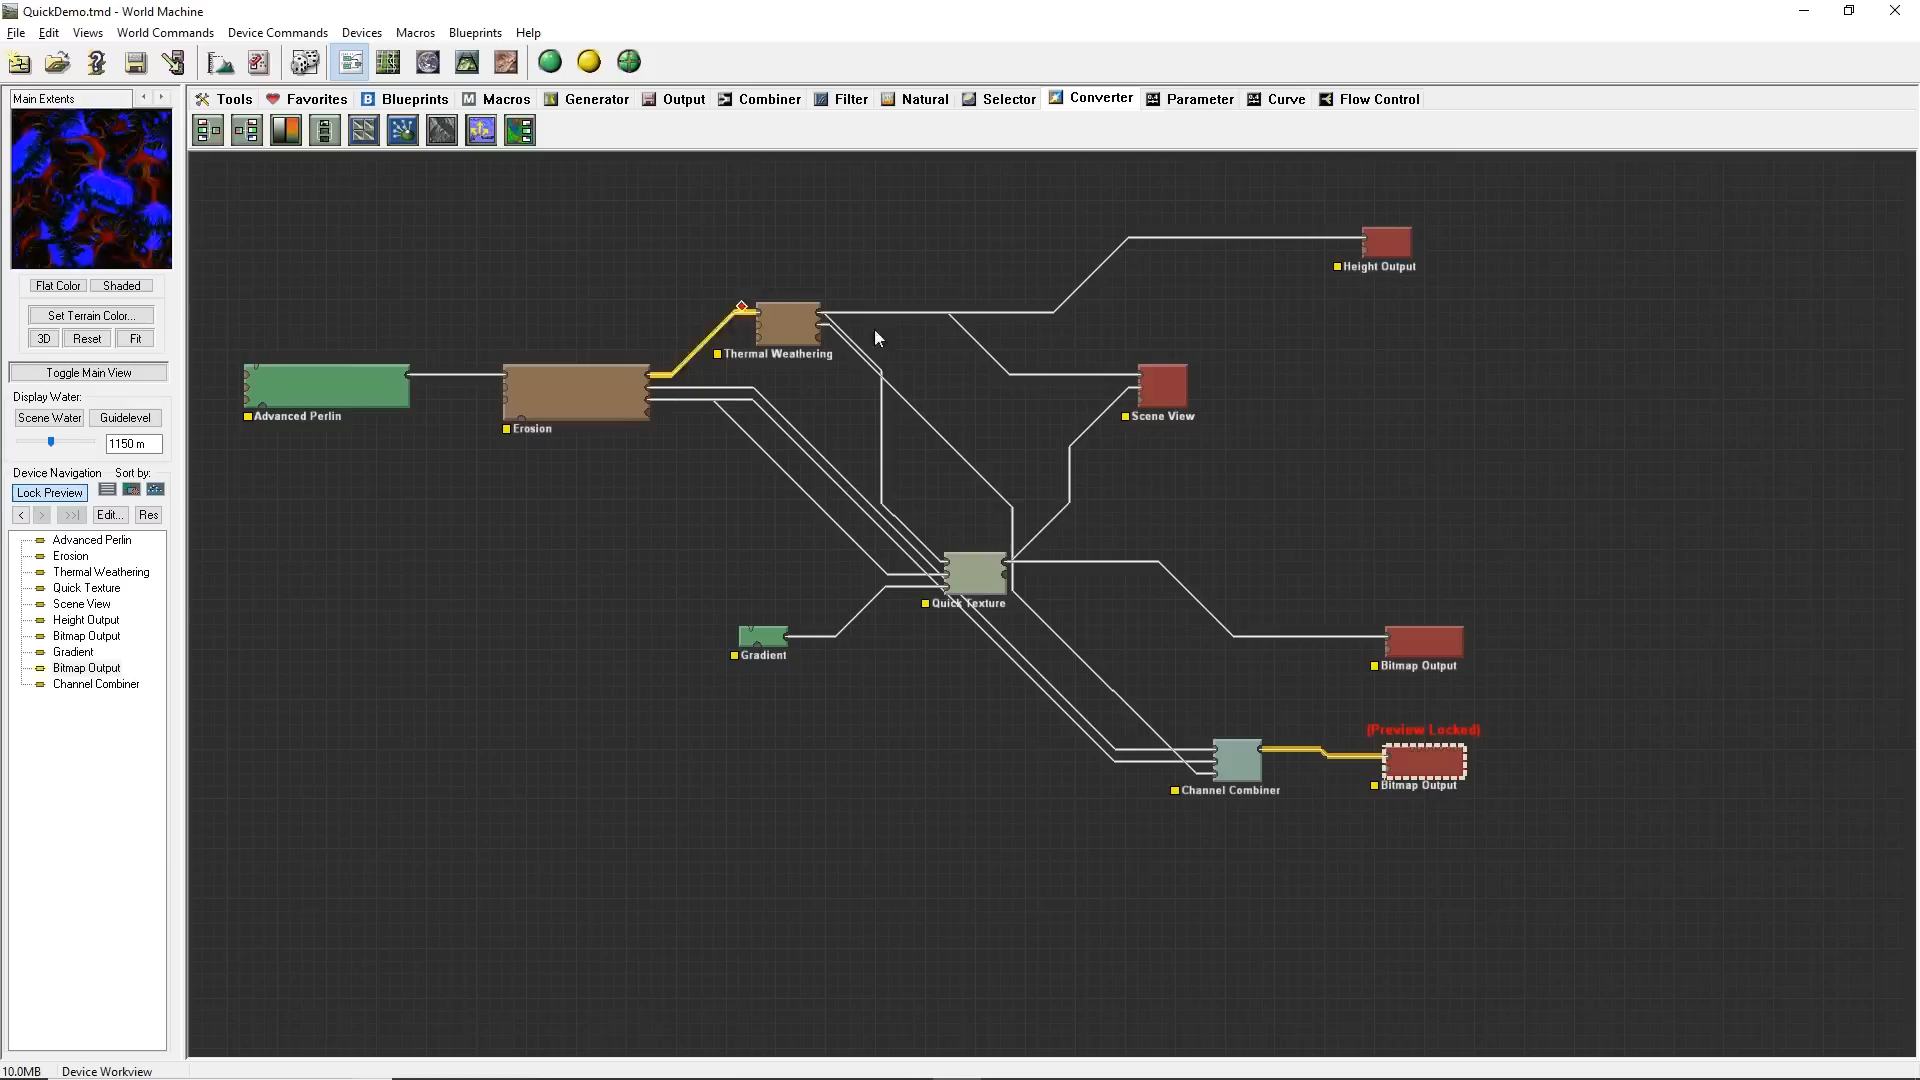 QuickDemo.tmd - World Machine
File Edit Views World Commands Device Commands Devices Macros Blueprints Help
Main Extents
Tools Favorites Blueprints Macros Generator Output Combiner Filter Natural Selector Converter Parameter Curve Flow Control
Flat Color Shaded
Set Terrain Color...
3D Reset Fit
Toggle Main View
Display Water:
Scene Water Guidelevel
1150 m
Device Navigation Sort by:
Lock Preview
< > >>| Edit... Res
Advanced Perlin
Erosion
Thermal Weathering
Quick Texture
Scene View
Height Output
Bitmap Output
Gradient
Bitmap Output
Channel Combiner
Height Output
Thermal Weathering
Advanced Perlin
Erosion
Scene View
Quick Texture
Gradient
Bitmap Output
(Preview Locked)
Bitmap Output
Channel Combiner
10.0MB Device Workview